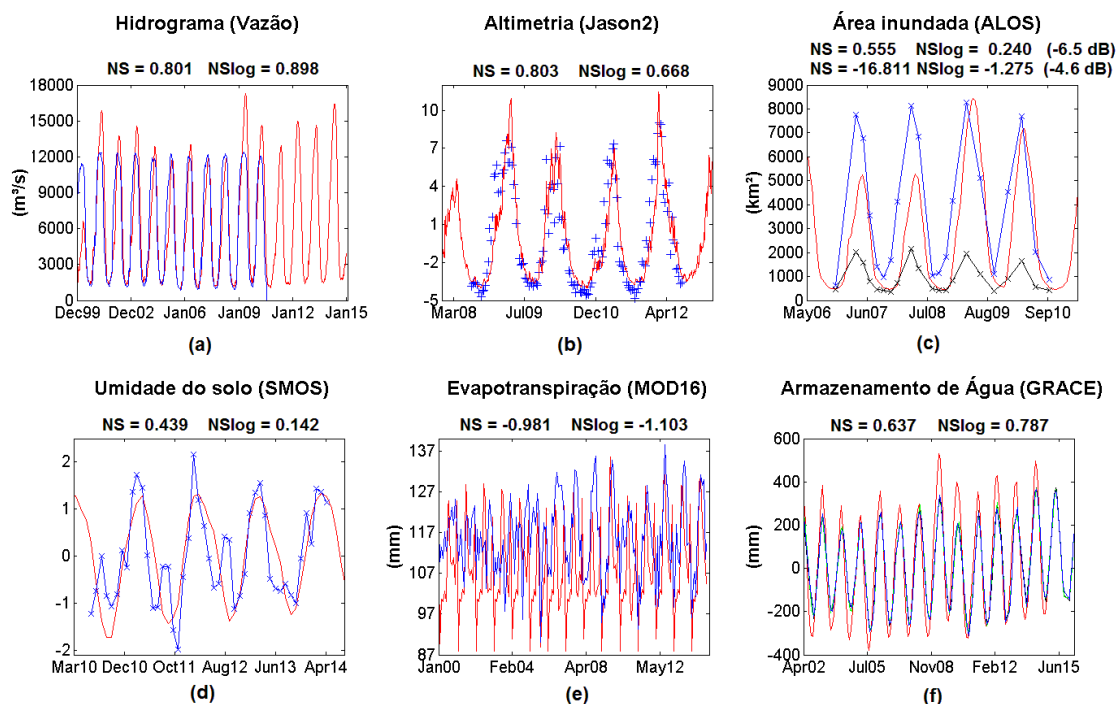 Hidrograma (Vazão)
NS = 0.801 NSlog = 0.898
18000
15000
12000
9000
6000
3000
0
(m³/s)
Dec99 Dec02 Jan06 Jan09 Jan12 Jan15
(a)
Altimetria (Jason2)
NS = 0.803 NSlog = 0.668
10
7
4
1
-2
-5
Mar08 Jul09 Dec10 Apr12
(b)
Área inundada (ALOS)
NS = 0.555 NSlog = 0.240 (-6.5 dB)
NS = -16.811 NSlog = -1.275 (-4.6 dB)
9000
8000
7000
6000
5000
4000
3000
2000
1000
0
(km²)
May06 Jun07 Jul08 Aug09 Sep10
(c)
Umidade do solo (SMOS)
NS = 0.439 NSlog = 0.142
2
1
0
-1
-2
Mar10 Dec10 Oct11 Aug12 Jun13 Apr14
(d)
Evapotranspiração (MOD16)
NS = -0.981 NSlog = -1.103
137
127
117
107
97
87
(mm)
Jan00 Feb04 Apr08 May12
(e)
Armazenamento de Água (GRACE)
NS = 0.637 NSlog = 0.787
600
400
200
0
-200
-400
(mm)
Apr02 Jul05 Nov08 Feb12 Jun15
(f)